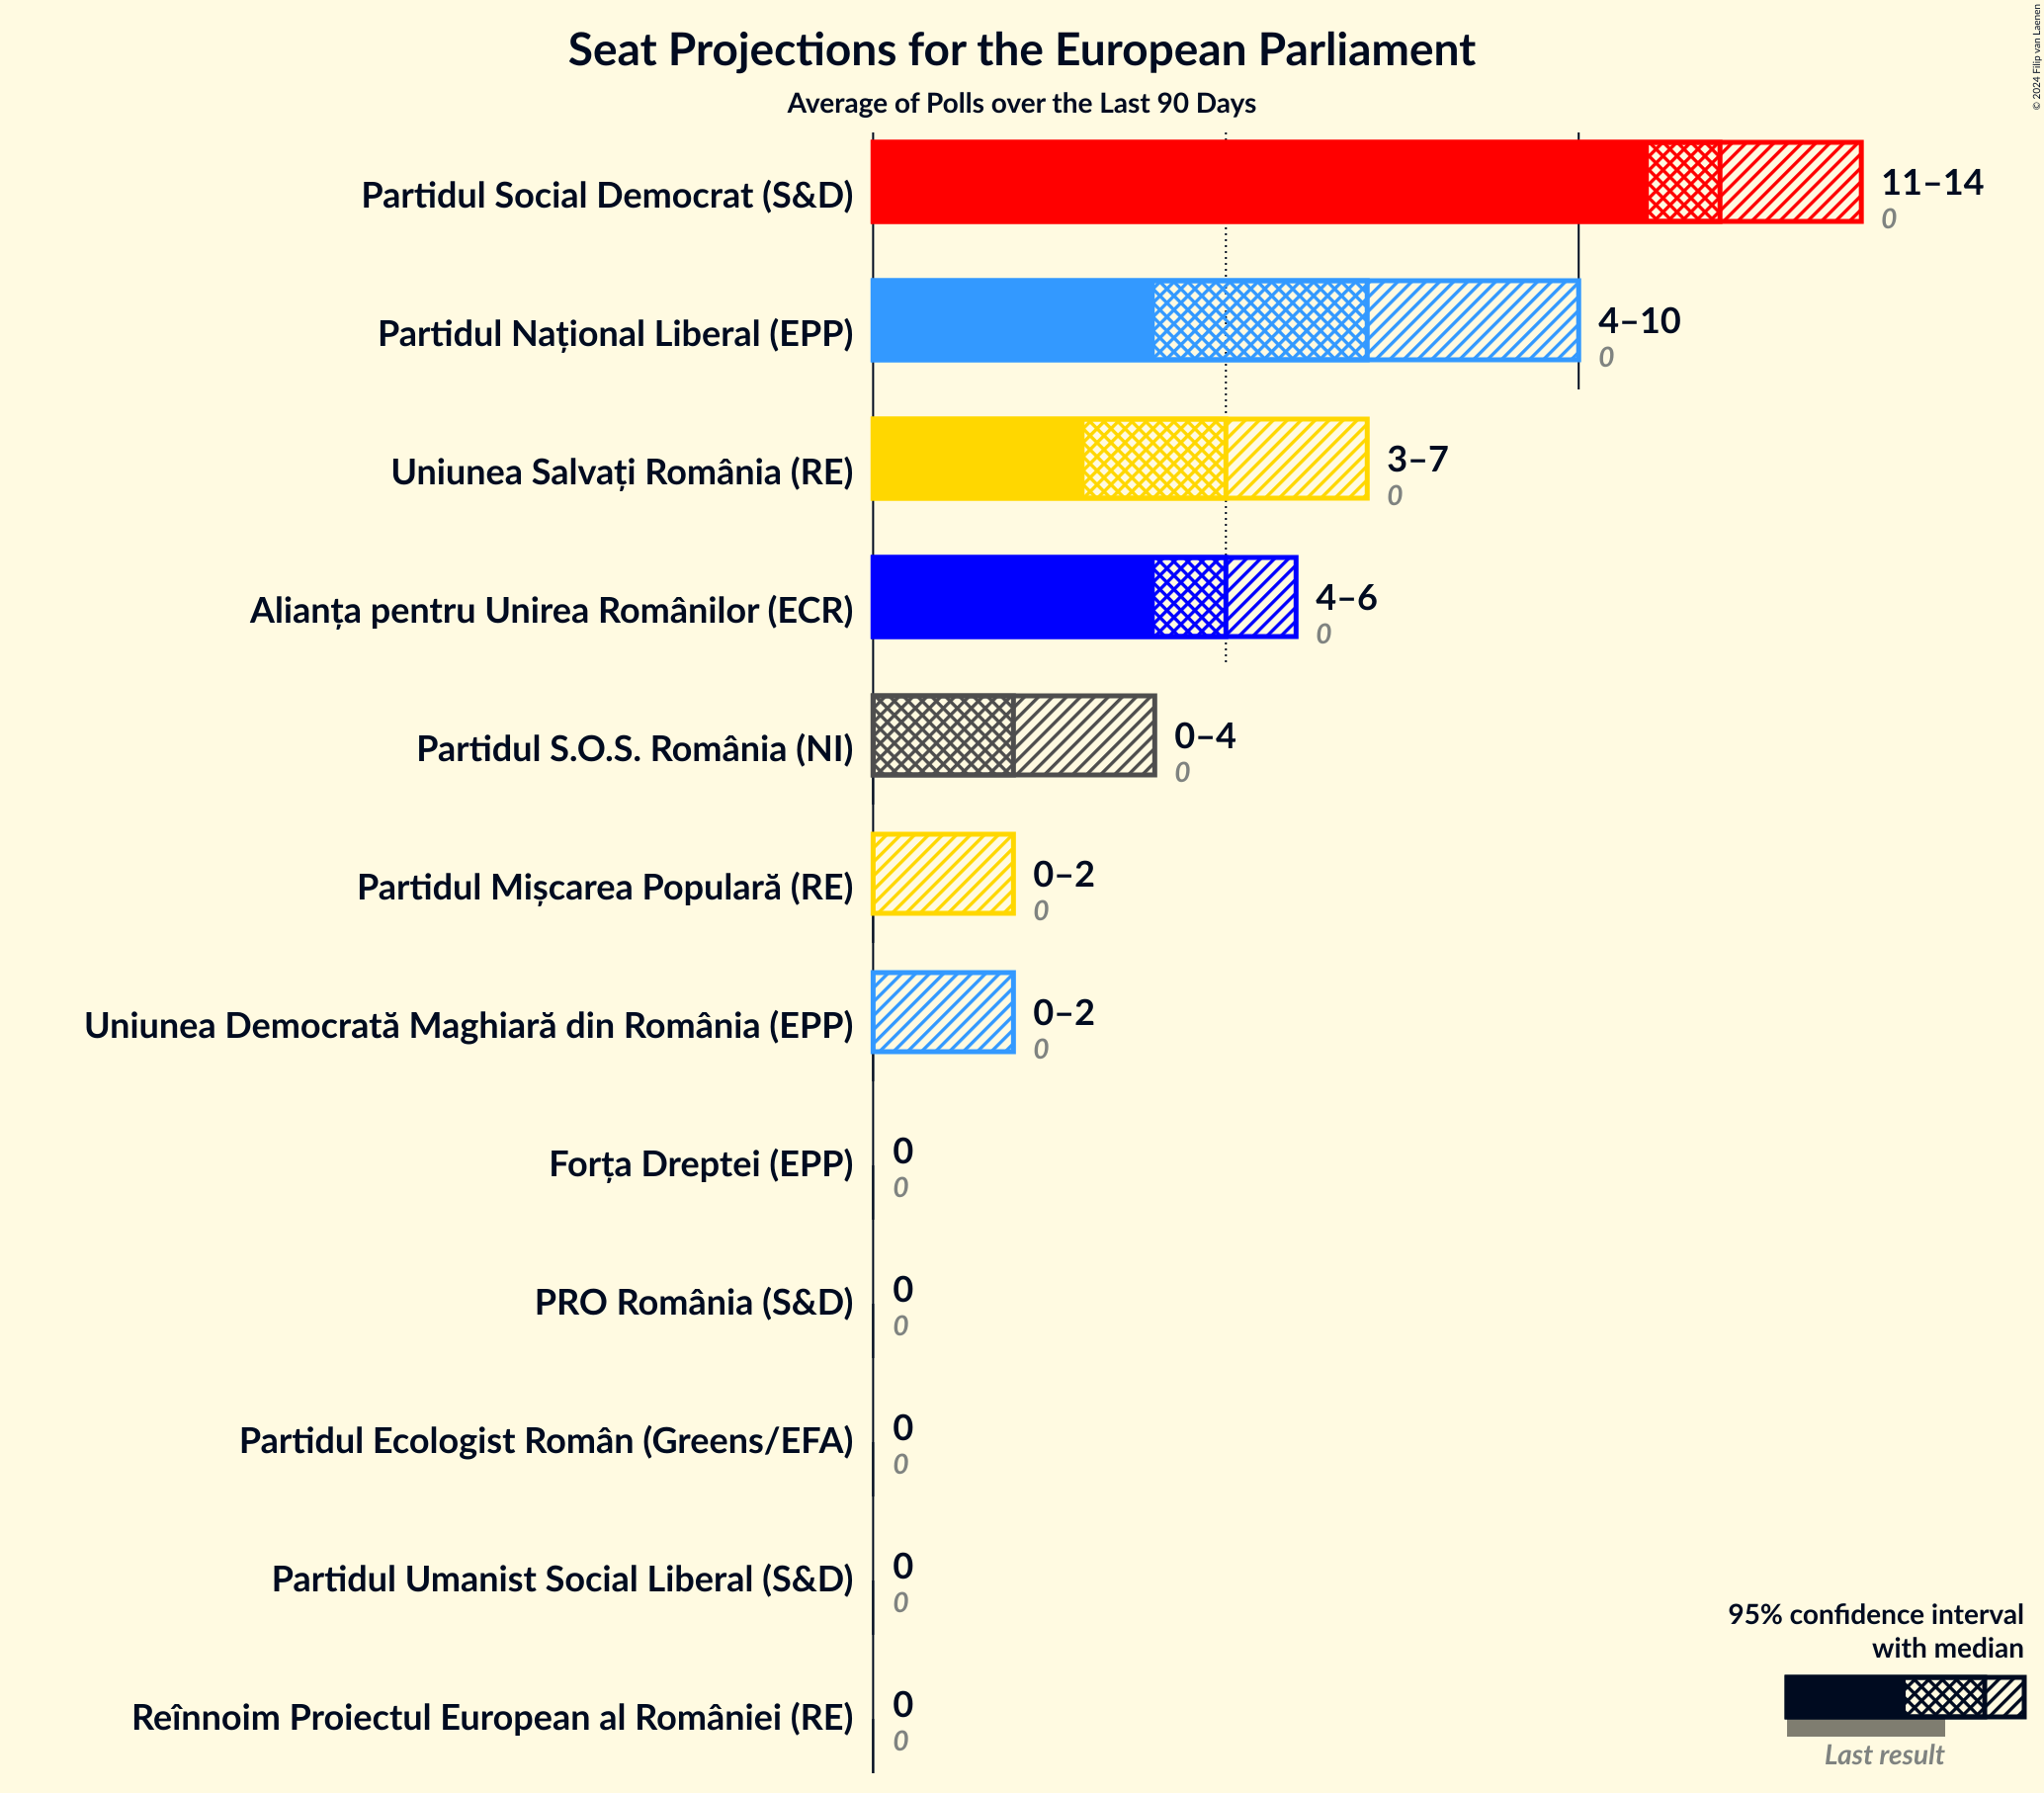 Seat Projections for the European Parliament
Average of Polls over the Last 90 Days
© 2024 Filip van Laenen
Partidul Social Democrat (S&D)
11–14
0
Partidul Național Liberal (EPP)
4–10
0
Uniunea Salvați România (RE)
3–7
0
Alianța pentru Unirea Românilor (ECR)
4–6
0
Partidul S.O.S. România (NI)
0–4
0
Partidul Mișcarea Populară (RE)
0–2
0
Uniunea Democrată Maghiară din România (EPP)
0–2
0
Forța Dreptei (EPP)
0
0
PRO România (S&D)
0
0
Partidul Ecologist Român (Greens/EFA)
0
0
Partidul Umanist Social Liberal (S&D)
0
0
Reînnoim Proiectul European al României (RE)
0
0
95% confidence interval
with median
Last result